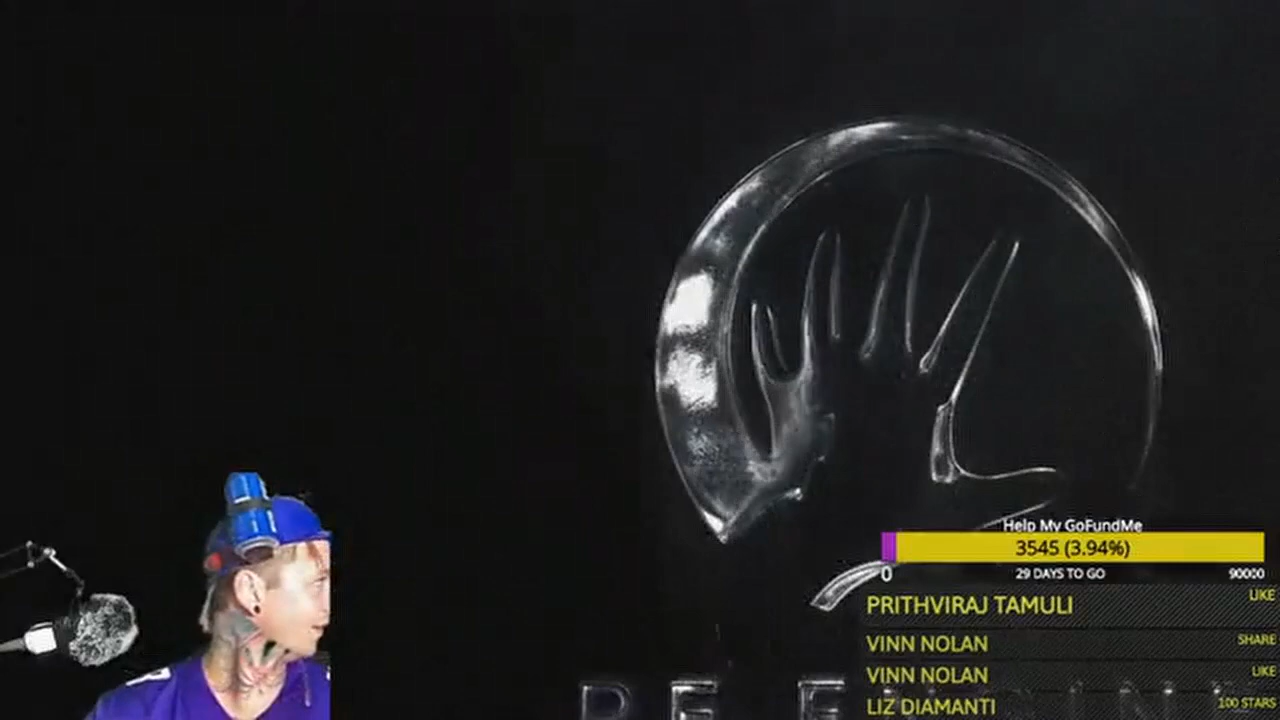 Help My GoFundMe
3545 (3.94%)
0 29 DAYS TO GO 90000
PRITHVIRAJ TAMULI LIKE
VINN NOLAN SHARE
VINN NOLAN LIKE
LIZ DIAMANTI 100 STARS